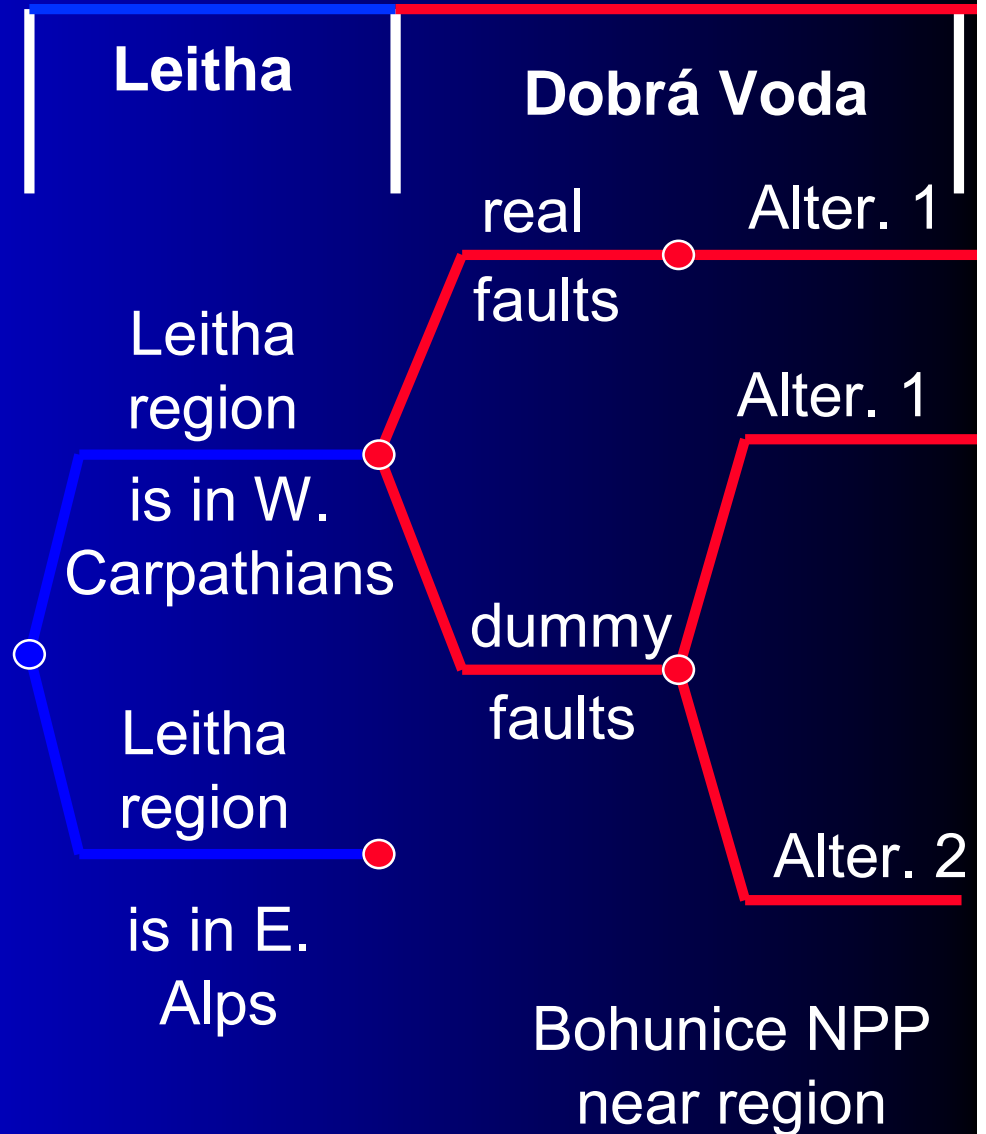 Leitha
Dobrá Voda
real
Alter. 1
faults
Leitha
region
is in W.
Carpathians
Alter. 1
dummy
faults
Leitha
region
is in E.
Alps
Alter. 2
Bohunice NPP
near region